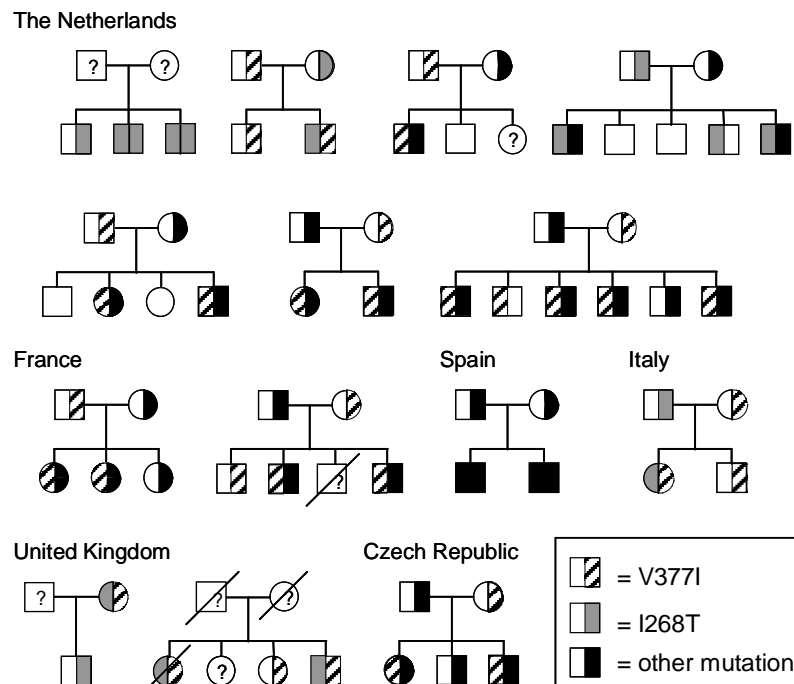 The Netherlands
? ?
?
France Spain Italy
?
United Kingdom Czech Republic
?
? ?
?
= V377I
= I268T
= other mutation